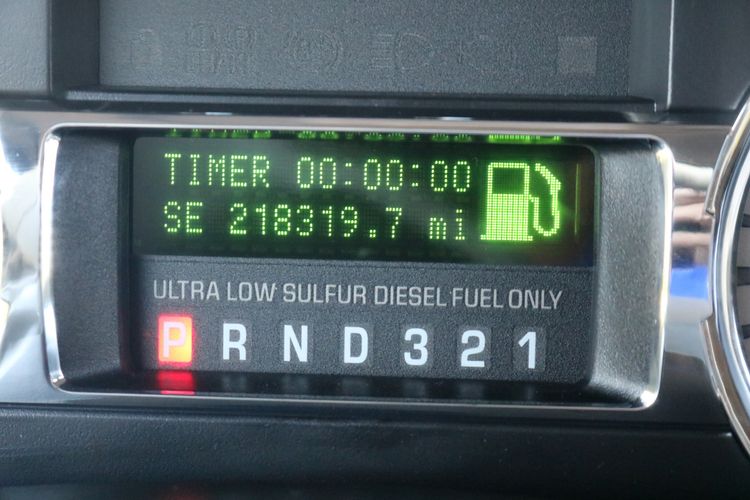 TIMER 00:00:00
SE 218319.7 mi
ULTRA LOW SULFUR DIESEL FUEL ONLY
P R N D 3 2 1